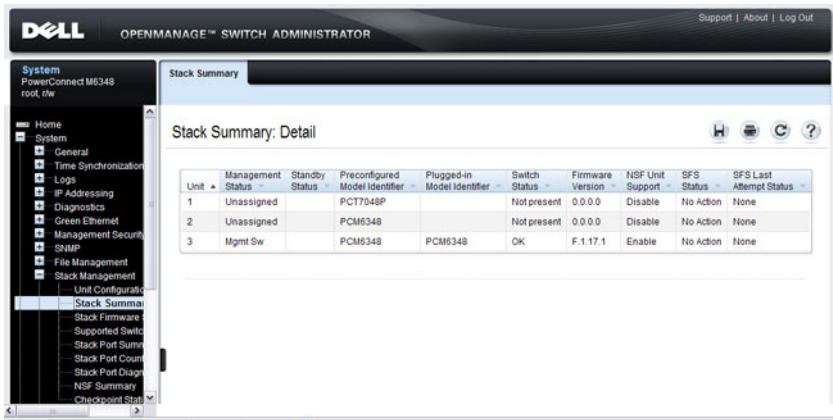 Support | About | Log Out
DELL
OPENMANAGE™ SWITCH ADMINISTRATOR
System
PowerConnect M6348
root, r/w
Home
System
General
Time Synchronization
Logs
IP Addressing
Diagnostics
Green Ethernet
Management Security
SNMP
File Management
Stack Management
Unit Configuratio
Stack Summar
Stack Firmware
Supported Switc
Stack Port Summ
Stack Port Count
Stack Port Diagn
NSF Summary
Checkpoint Stati
Stack Summary
Stack Summary: Detail
Unit Management Status Standby Status Preconfigured Model Identifier Plugged-in Model Identifier Switch Status Firmware Version NSF Unit Support SFS Status SFS Last Attempt Status
1 Unassigned PCT7048P Not present 0.0.0.0 Disable No Action None
2 Unassigned PCM6348 Not present 0.0.0.0 Disable No Action None
3 Mgmt Sw PCM6348 PCM6348 OK F.1.17.1 Enable No Action None